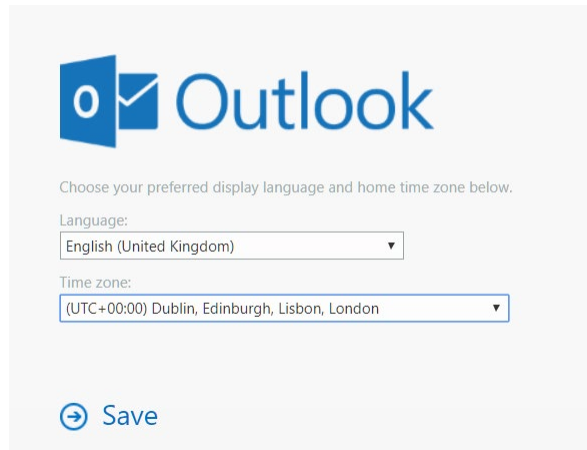 Outlook
Choose your preferred display language and home time zone below.
Language:
English (United Kingdom)
Time zone:
(UTC+00:00) Dublin, Edinburgh, Lisbon, London
Save